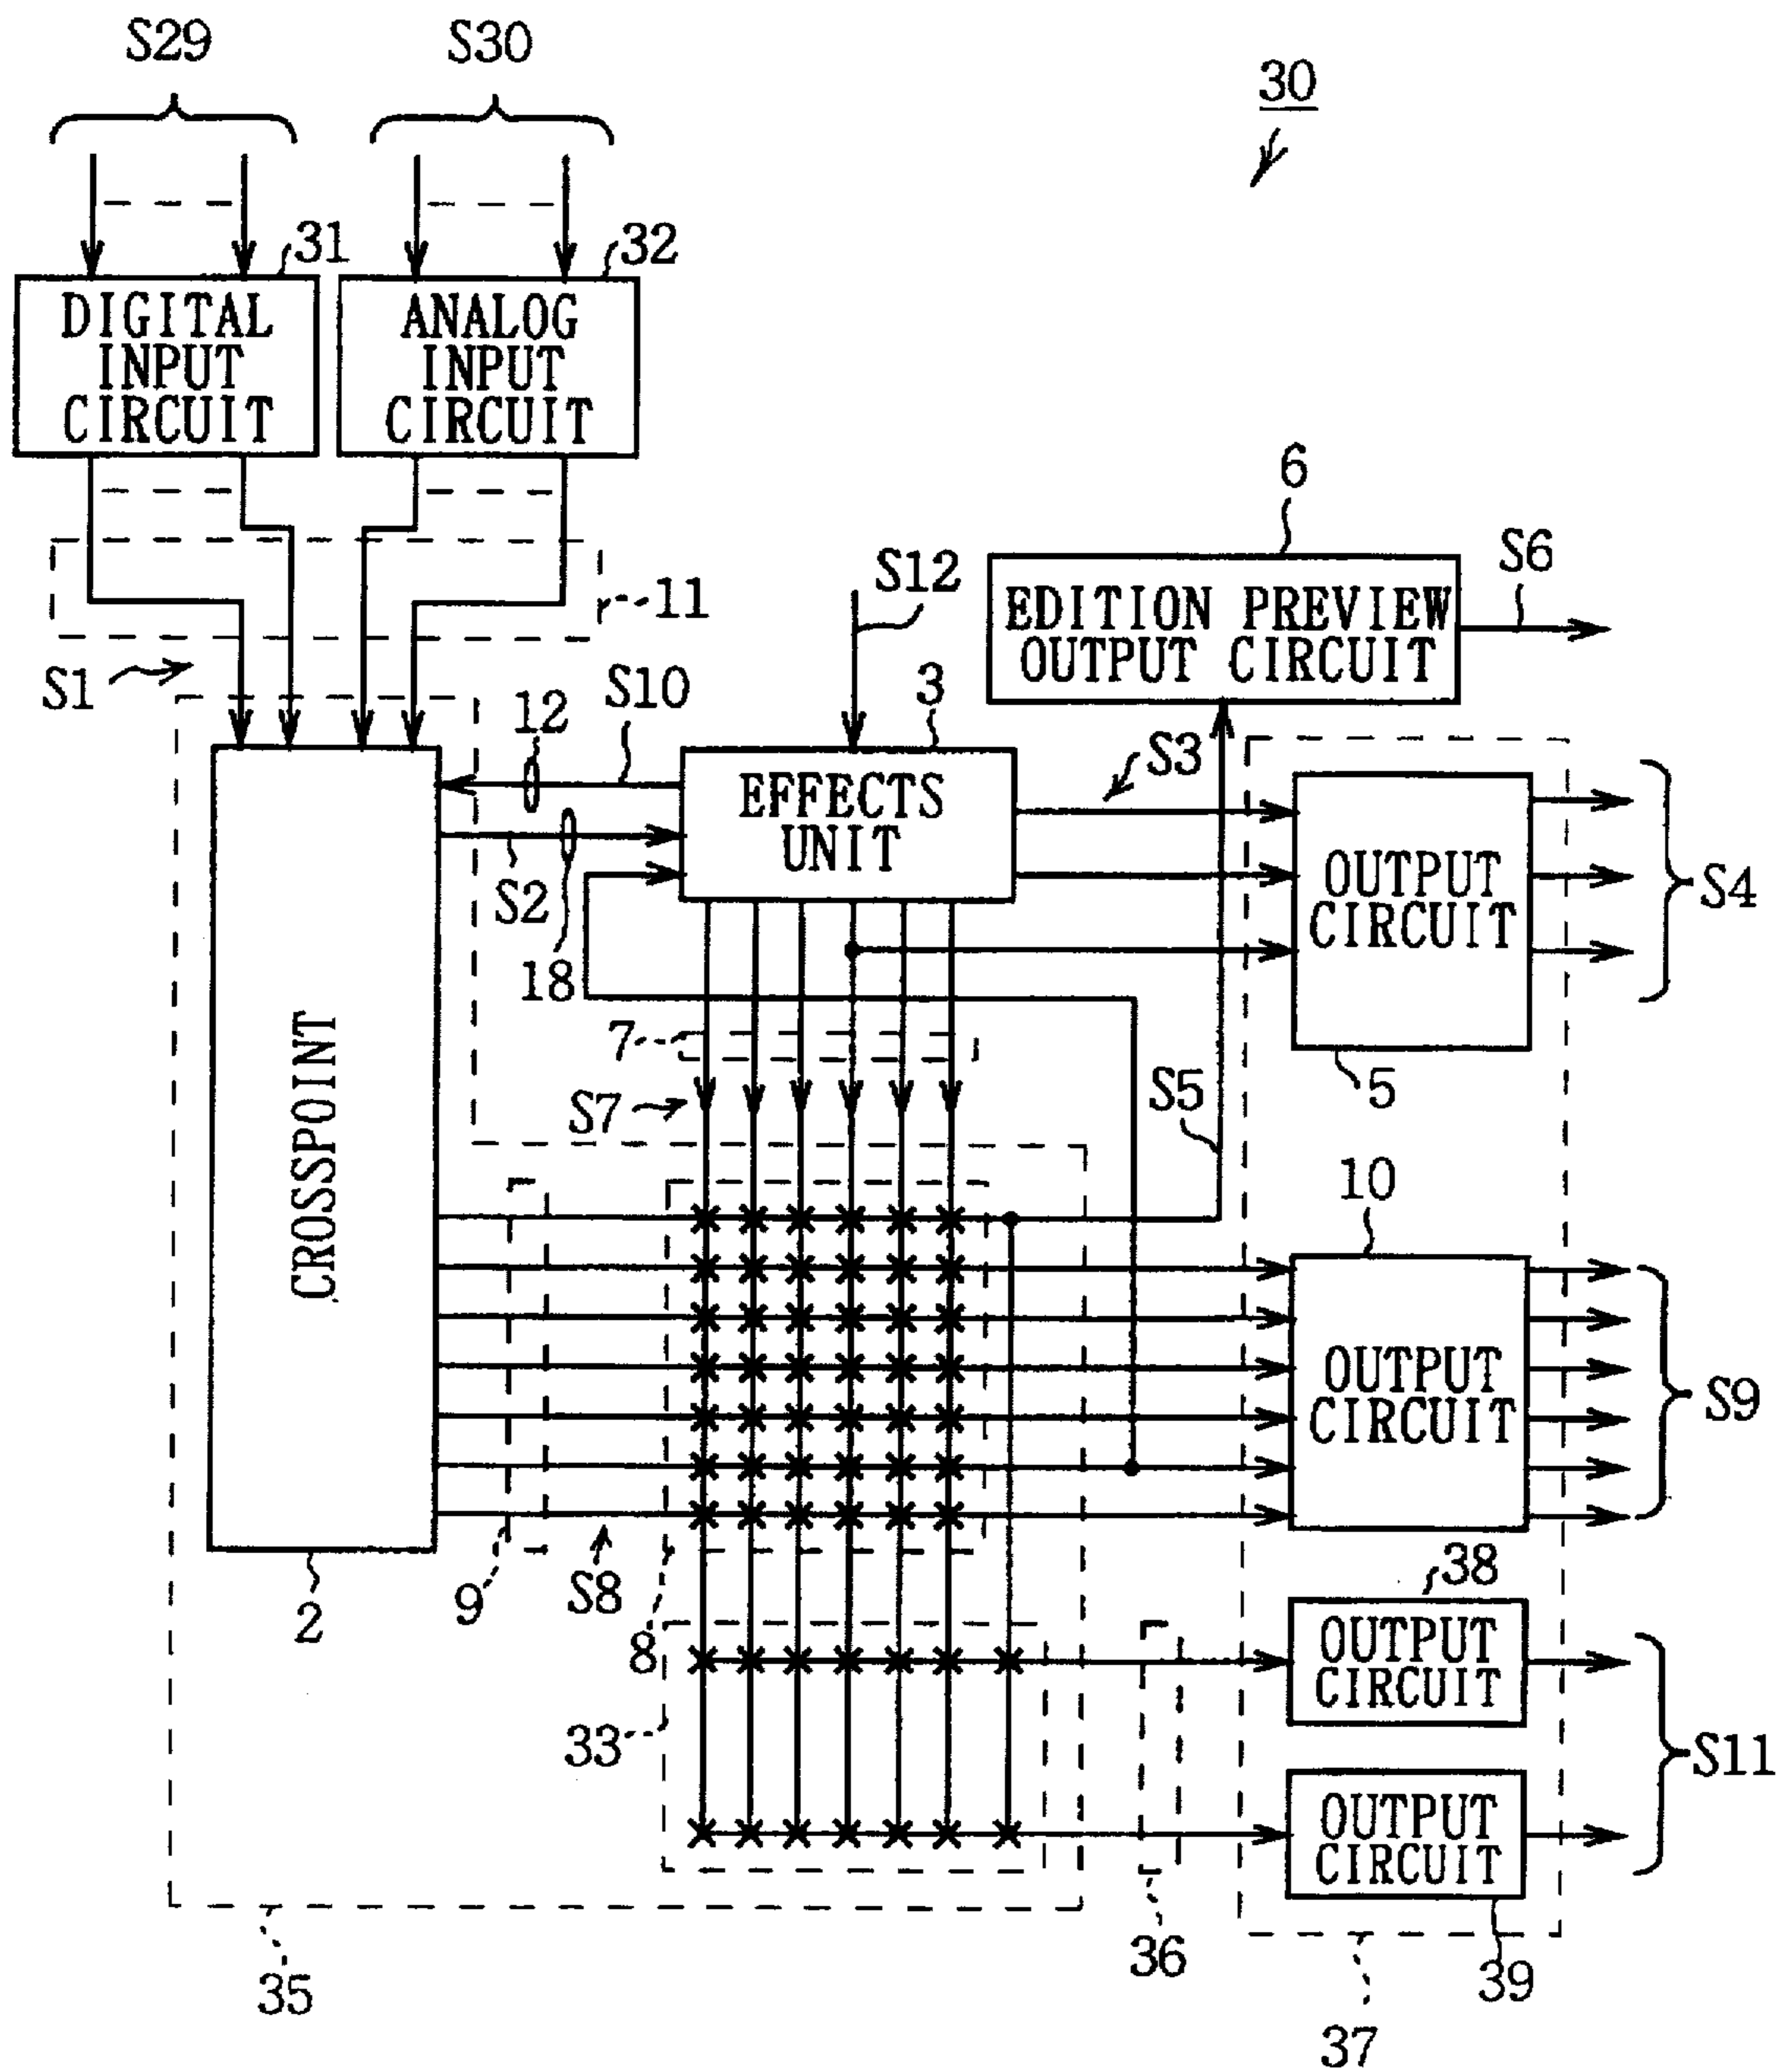 S29 S30
30
31 32
DIGITAL
INPUT
CIRCUIT
ANALOG
INPUT
CIRCUIT
6
S12 S6
11
EDITION PREVIEW
OUTPUT CIRCUIT
S1
12 S10 3 S3
EFFECTS
UNIT
OUTPUT
CIRCUIT
S4
S2
18
CROSSPOINT
7
S7 S5 5
10
OUTPUT
CIRCUIT
S9
2 9 S8 8
38
OUTPUT
CIRCUIT
33
S11
OUTPUT
CIRCUIT
35 36 39
37